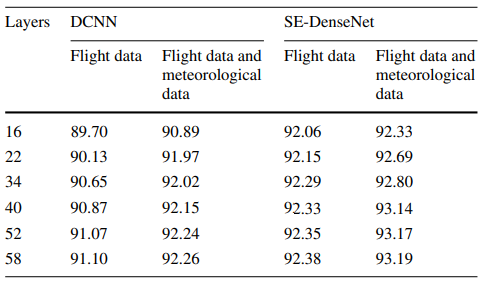 Layers DCNN SE-DenseNet
Flight data Flight data and Flight data Flight data and
meteorological meteorological
data data
16 89.70 90.89 92.06 92.33
22 90.13 91.97 92.15 92.69
34 90.65 92.02 92.29 92.80
40 90.87 92.15 92.33 93.14
52 91.07 92.24 92.35 93.17
58 91.10 92.26 92.38 93.19